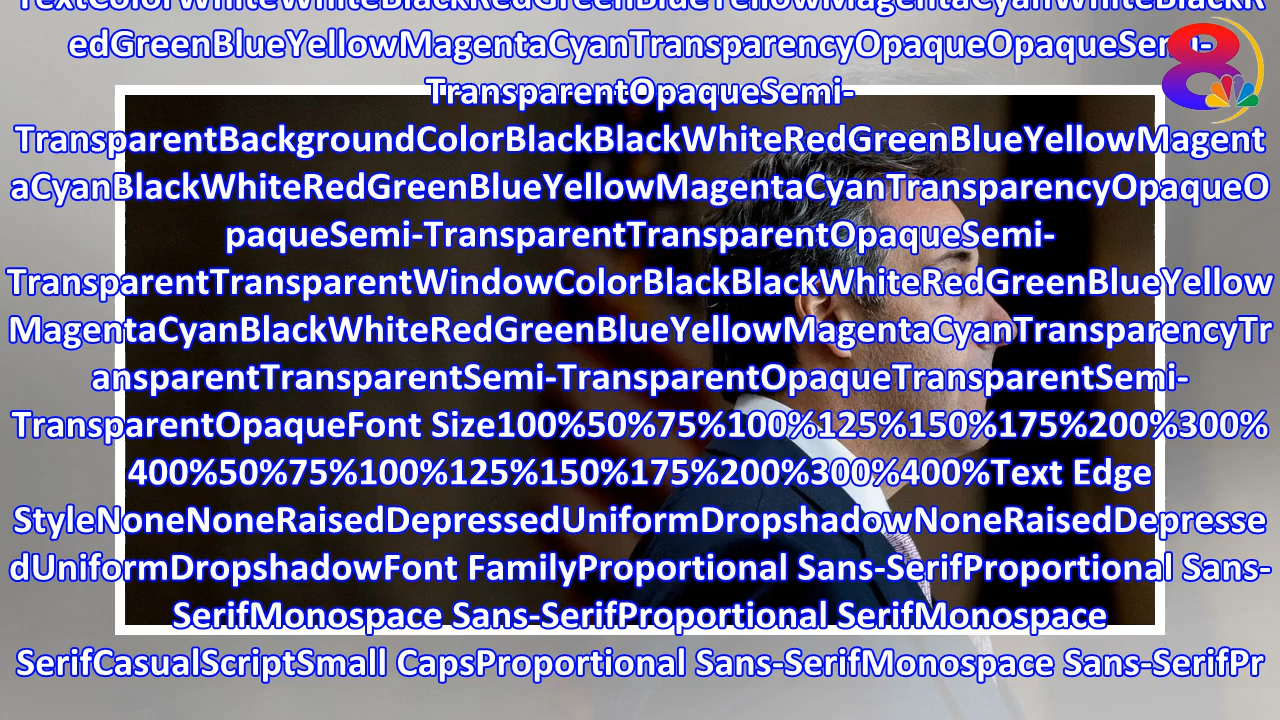 TextColorWhiteWhiteBlackRedGreenBlueYellowMagentaCyanWhiteBlackR
edGreenBlueYellowMagentaCyanTransparencyOpaqueOpaqueSemi-
TransparentOpaqueSemi-
TransparentBackgroundColorBlackBlackWhiteRedGreenBlueYellowMagent
aCyanBlackWhiteRedGreenBlueYellowMagentaCyanTransparencyOpaqueO
paqueSemi-TransparentTransparentOpaqueSemi-
TransparentTransparentWindowColorBlackBlackWhiteRedGreenBlueYellow
MagentaCyanBlackWhiteRedGreenBlueYellowMagentaCyanTransparencyTr
ansparentTransparentSemi-TransparentOpaqueTransparentSemi-
TransparentOpaqueFont Size100%50%75%100%125%150%175%200%300%
400%50%75%100%125%150%175%200%300%400%Text Edge
StyleNoneNoneRaisedDepressedUniformDropshadowNoneRaisedDepresse
dUniformDropshadowFont FamilyProportional Sans-SerifProportional Sans-
SerifMonospace Sans-SerifProportional SerifMonospace
SerifCasualScriptSmall CapsProportional Sans-SerifMonospace Sans-SerifPr
8